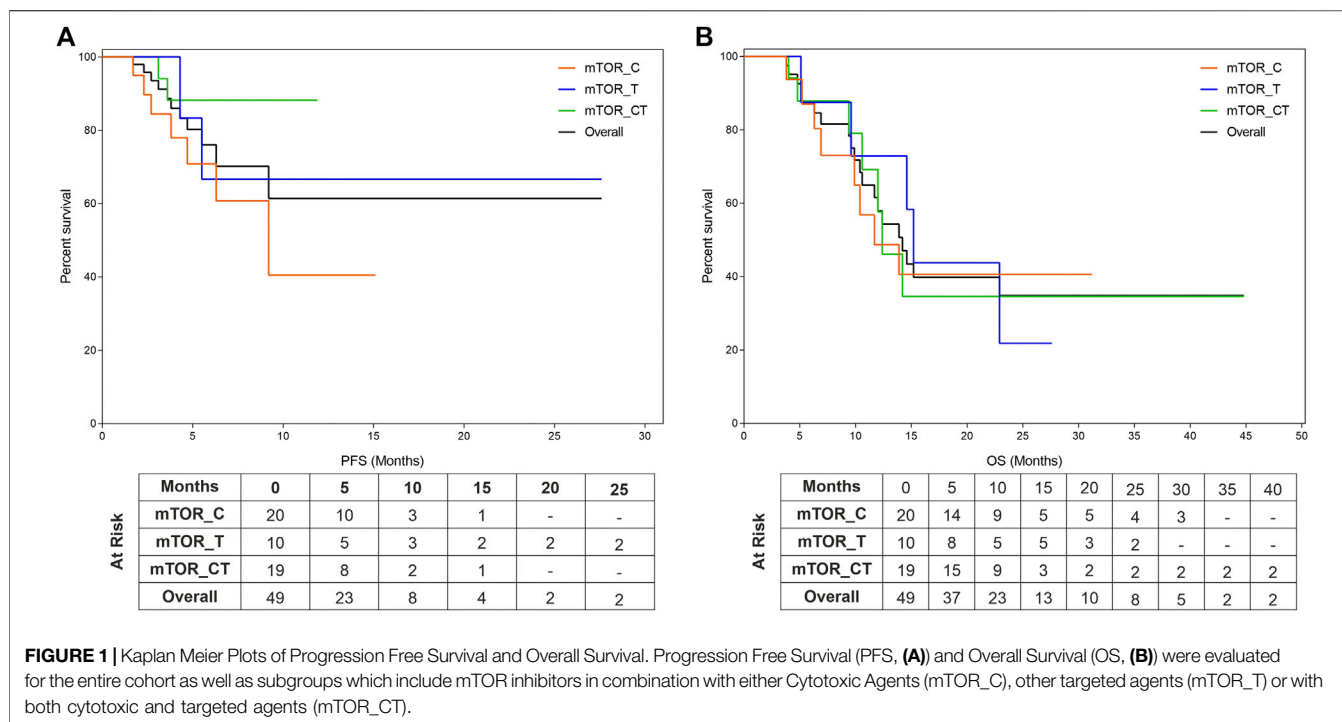 A
100
80
60
40
20
0
Percent survival
mTOR_C
mTOR_T
mTOR_CT
Overall
0 5 10 15 20 25 30
PFS (Months)
At Risk
Months 0 5 10 15 20 25
mTOR_C 20 10 3 1 - -
mTOR_T 10 5 3 2 2 2
mTOR_CT 19 8 2 1 - -
Overall 49 23 8 4 2 2
B
100
80
60
40
20
0
Percent survival
mTOR_C
mTOR_T
mTOR_CT
Overall
0 5 10 15 20 25 30 35 40 45 50
OS (Months)
At Risk
Months 0 5 10 15 20 25 30 35 40
mTOR_C 20 14 9 5 5 4 3 - -
mTOR_T 10 8 5 5 3 2 - - -
mTOR_CT 19 15 9 3 2 2 2 2 2
Overall 49 37 23 13 10 8 5 2 2
FIGURE 1 | Kaplan Meier Plots of Progression Free Survival and Overall Survival. Progression Free Survival (PFS, (A)) and Overall Survival (OS, (B)) were evaluated
for the entire cohort as well as subgroups which include mTOR inhibitors in combination with either Cytotoxic Agents (mTOR_C), other targeted agents (mTOR_T) or with
both cytotoxic and targeted agents (mTOR_CT).